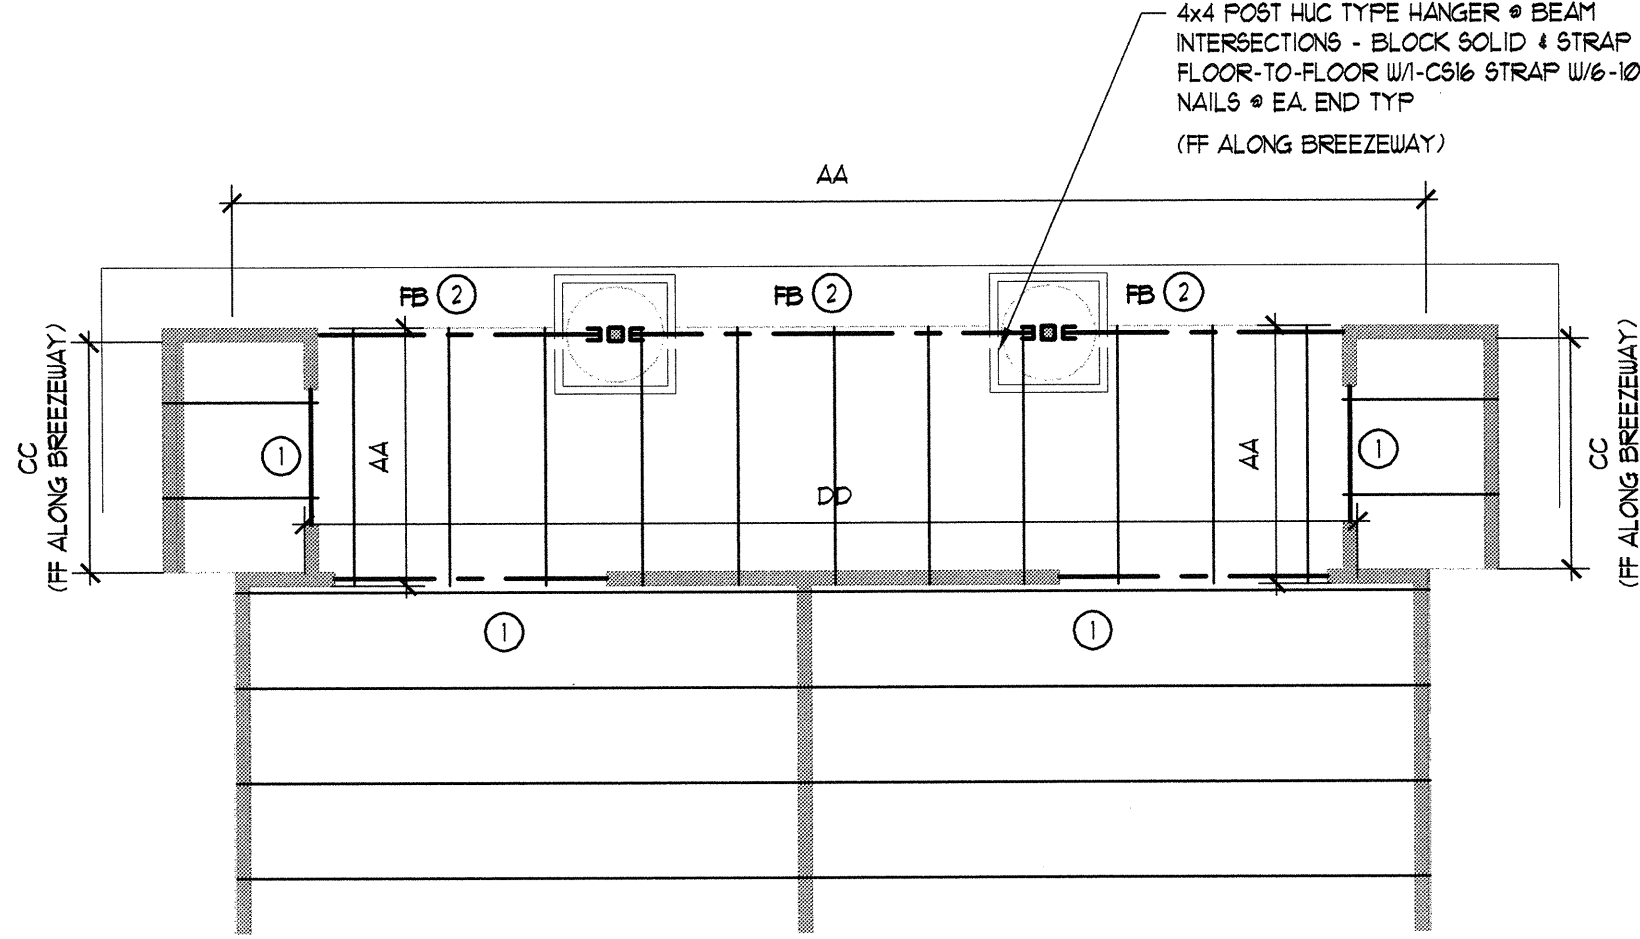 4x4 POST HUC TYPE HANGER @ BEAM
INTERSECTIONS - BLOCK SOLID & STRAP
FLOOR-TO-FLOOR W/1-CS16 STRAP W/6-10
NAILS @ EA. END TYP
(FF ALONG BREEZEWAY)
AA
FB 2
FB 2
FB 2
CC
(FF ALONG BREEZEWAY)
1
AA
DD
AA
1
CC
(FF ALONG BREEZEWAY)
1
1